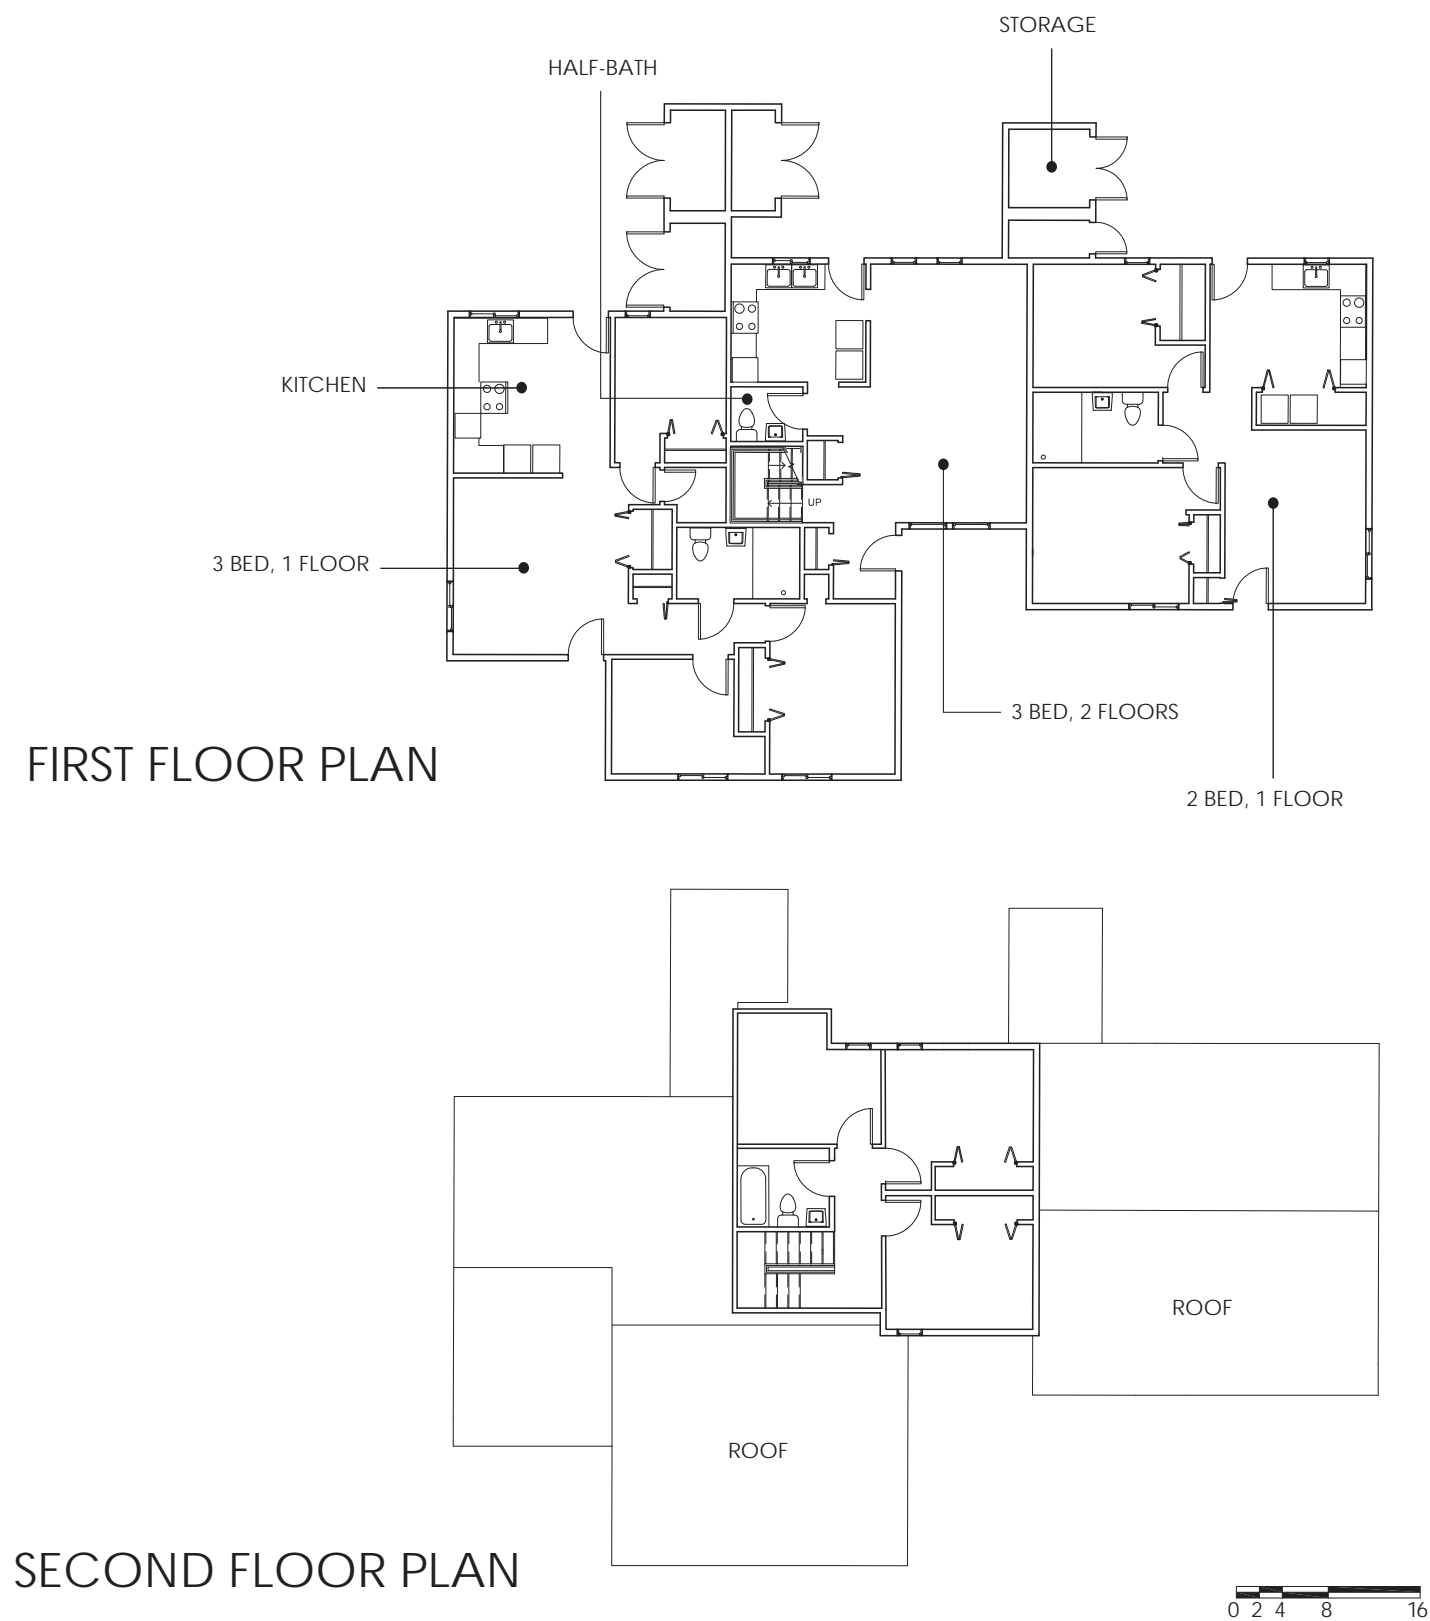 STORAGE
HALF-BATH
KITCHEN
UP
3 BED, 1 FLOOR
3 BED, 2 FLOORS
FIRST FLOOR PLAN
2 BED, 1 FLOOR
ROOF
ROOF
SECOND FLOOR PLAN
0 2 4 8 16